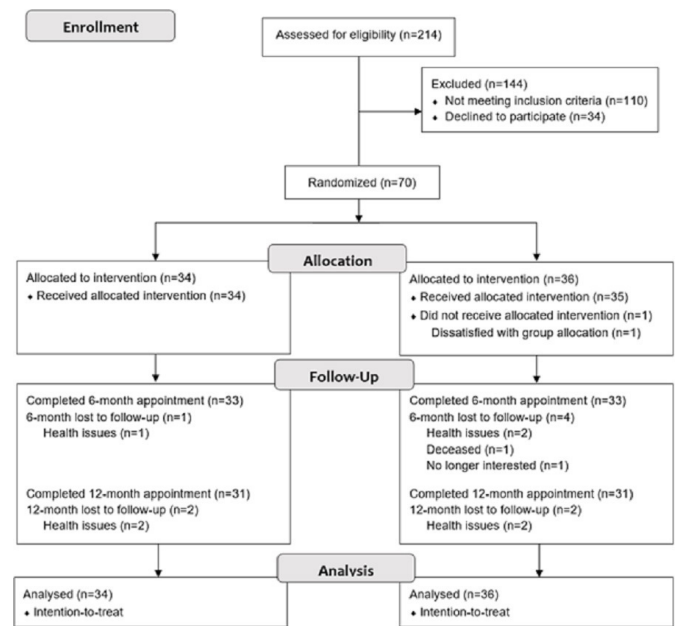 Enrollment
Assessed for eligibility (n=214)
Excluded (n=144)
♦ Not meeting inclusion criteria (n=110)
♦ Declined to participate (n=34)
Randomized (n=70)
Allocation
Allocated to intervention (n=34)
♦ Received allocated intervention (n=34)
Allocated to intervention (n=36)
♦ Received allocated intervention (n=35)
♦ Did not receive allocated intervention (n=1)
Dissatisfied with group allocation (n=1)
Follow-Up
Completed 6-month appointment (n=33)
6-month lost to follow-up (n=1)
Health issues (n=1)
Completed 12-month appointment (n=31)
12-month lost to follow-up (n=2)
Health issues (n=2)
Completed 6-month appointment (n=33)
6-month lost to follow-up (n=4)
Health issues (n=2)
Deceased (n=1)
No longer interested (n=1)
Completed 12-month appointment (n=31)
12-month lost to follow-up (n=2)
Health issues (n=2)
Analysis
Analysed (n=34)
♦ Intention-to-treat
Analysed (n=36)
♦ Intention-to-treat